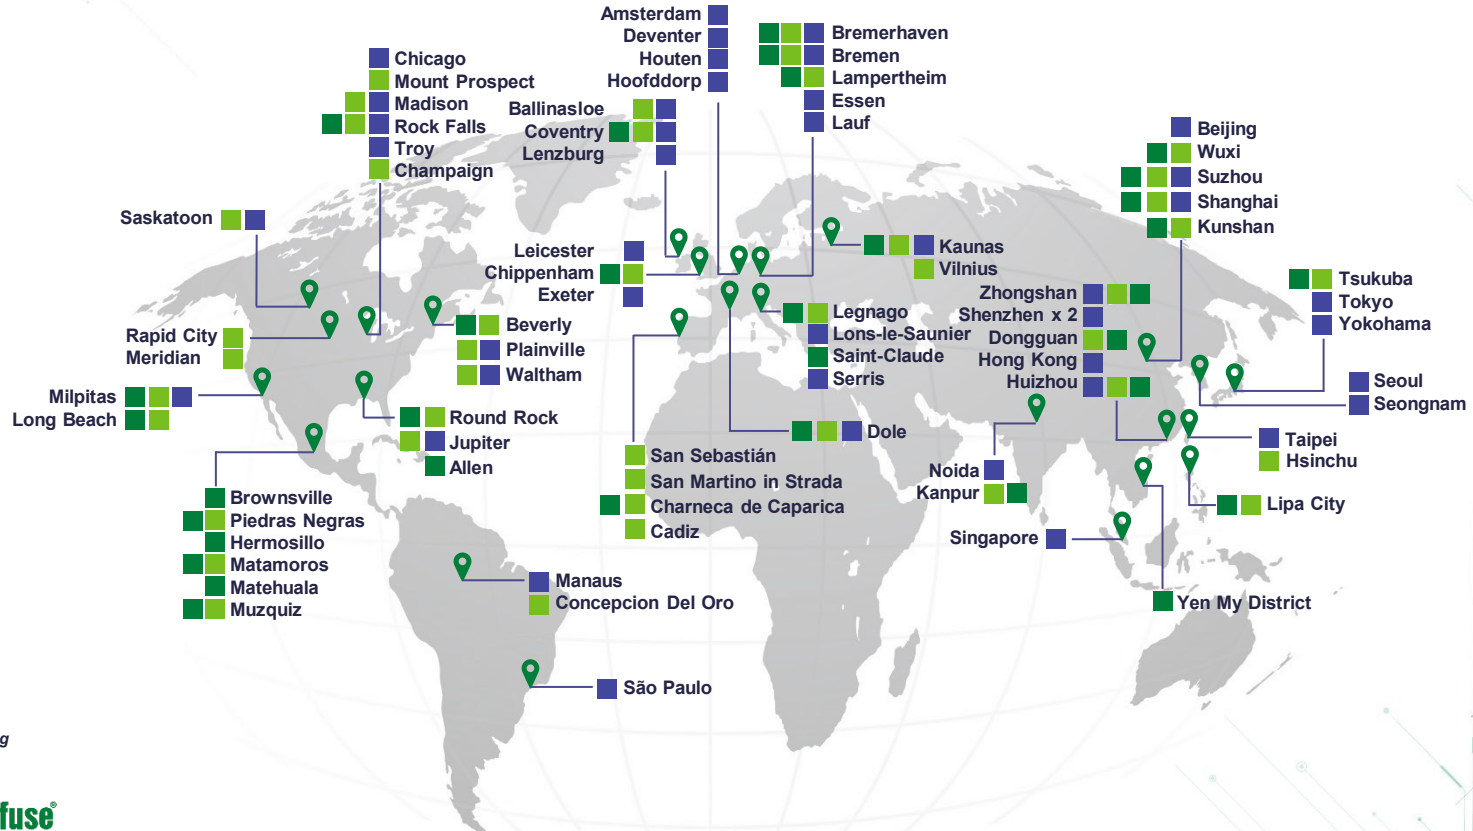 Amsterdam
Deventer
Houten
Hoofddorp
Bremerhaven
Bremen
Lampertheim
Essen
Lauf
Chicago
Mount Prospect
Madison
Rock Falls
Troy
Champaign
Ballinasloe
Coventry
Lenzburg
Beijing
Wuxi
Suzhou
Shanghai
Kunshan
Saskatoon
Leicester
Chippenham
Exeter
Kaunas
Vilnius
Tsukuba
Tokyo
Yokohama
Zhongshan
Shenzhen x 2
Dongguan
Hong Kong
Huizhou
Legnago
Lons-le-Saunier
Saint-Claude
Serris
Beverly
Plainville
Waltham
Rapid City
Meridian
Milpitas
Long Beach
Seoul
Seongnam
Round Rock
Jupiter
Allen
Dole
Taipei
Hsinchu
San Sebastián
San Martino in Strada
Charneca de Caparica
Cadiz
Noida
Kanpur
Lipa City
Brownsville
Piedras Negras
Hermosillo
Matamoros
Matehuala
Muzquiz
Singapore
Manaus
Concepcion Del Oro
Yen My District
São Paulo
g
fuse®